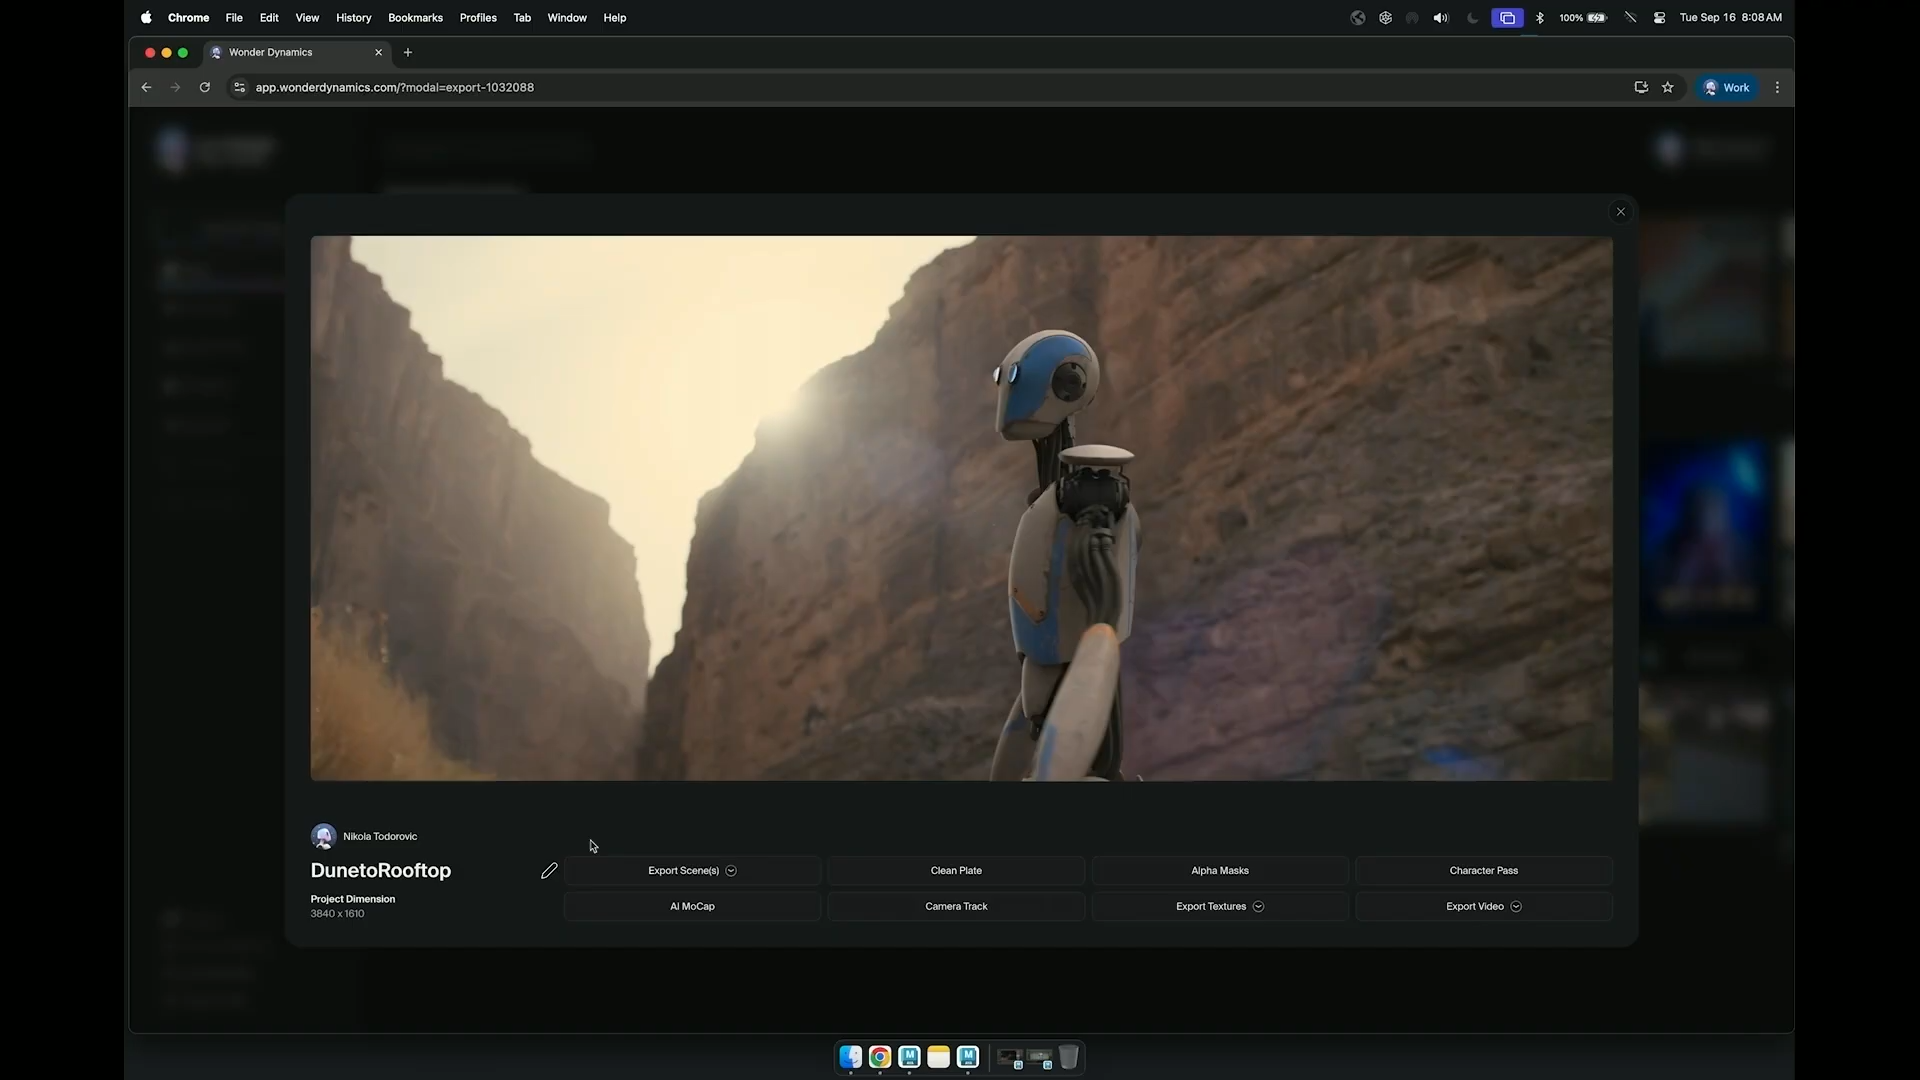 Chrome File Edit View History Bookmarks Profiles Tab Window Help
100% Tue Sep 16 8:08 AM
Wonder Dynamics
app.wonderdynamics.com/?modal=export-1032088
Work
Nikola Todorovic
DunetoRooftop
Project Dimension
3840 x 1610
Export Scene(s) Clean Plate Alpha Masks Character Pass
AI MoCap Camera Track Export Textures Export Video